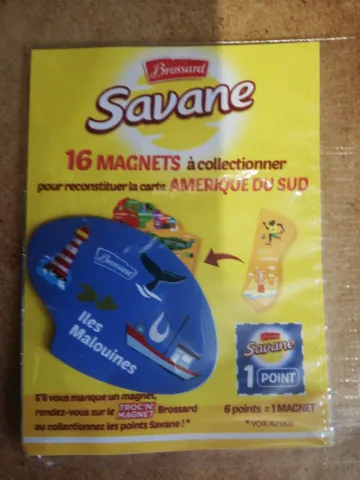 Brossard
Savane
16 MAGNETS à collectionner
pour reconstituer la carte AMERIQUE DU SUD
Brossard
Iles
Malouines
Brossard
Savane
1 POINT
S'il vous manque un magnet,
rendez-vous sur le TROC'N' MAGNET Brossard
ou collectionnez les points Savane ! *
6 points = 1 MAGNET
* VOIR AU DOS